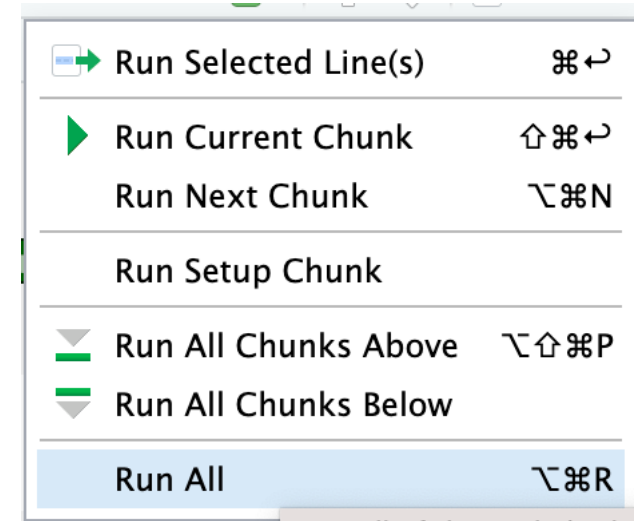 Run Selected Line(s) ⌘↩
Run Current Chunk ⇧⌘↩
Run Next Chunk ⌥⌘N
Run Setup Chunk
Run All Chunks Above ⌥⇧⌘P
Run All Chunks Below
Run All ⌥⌘R